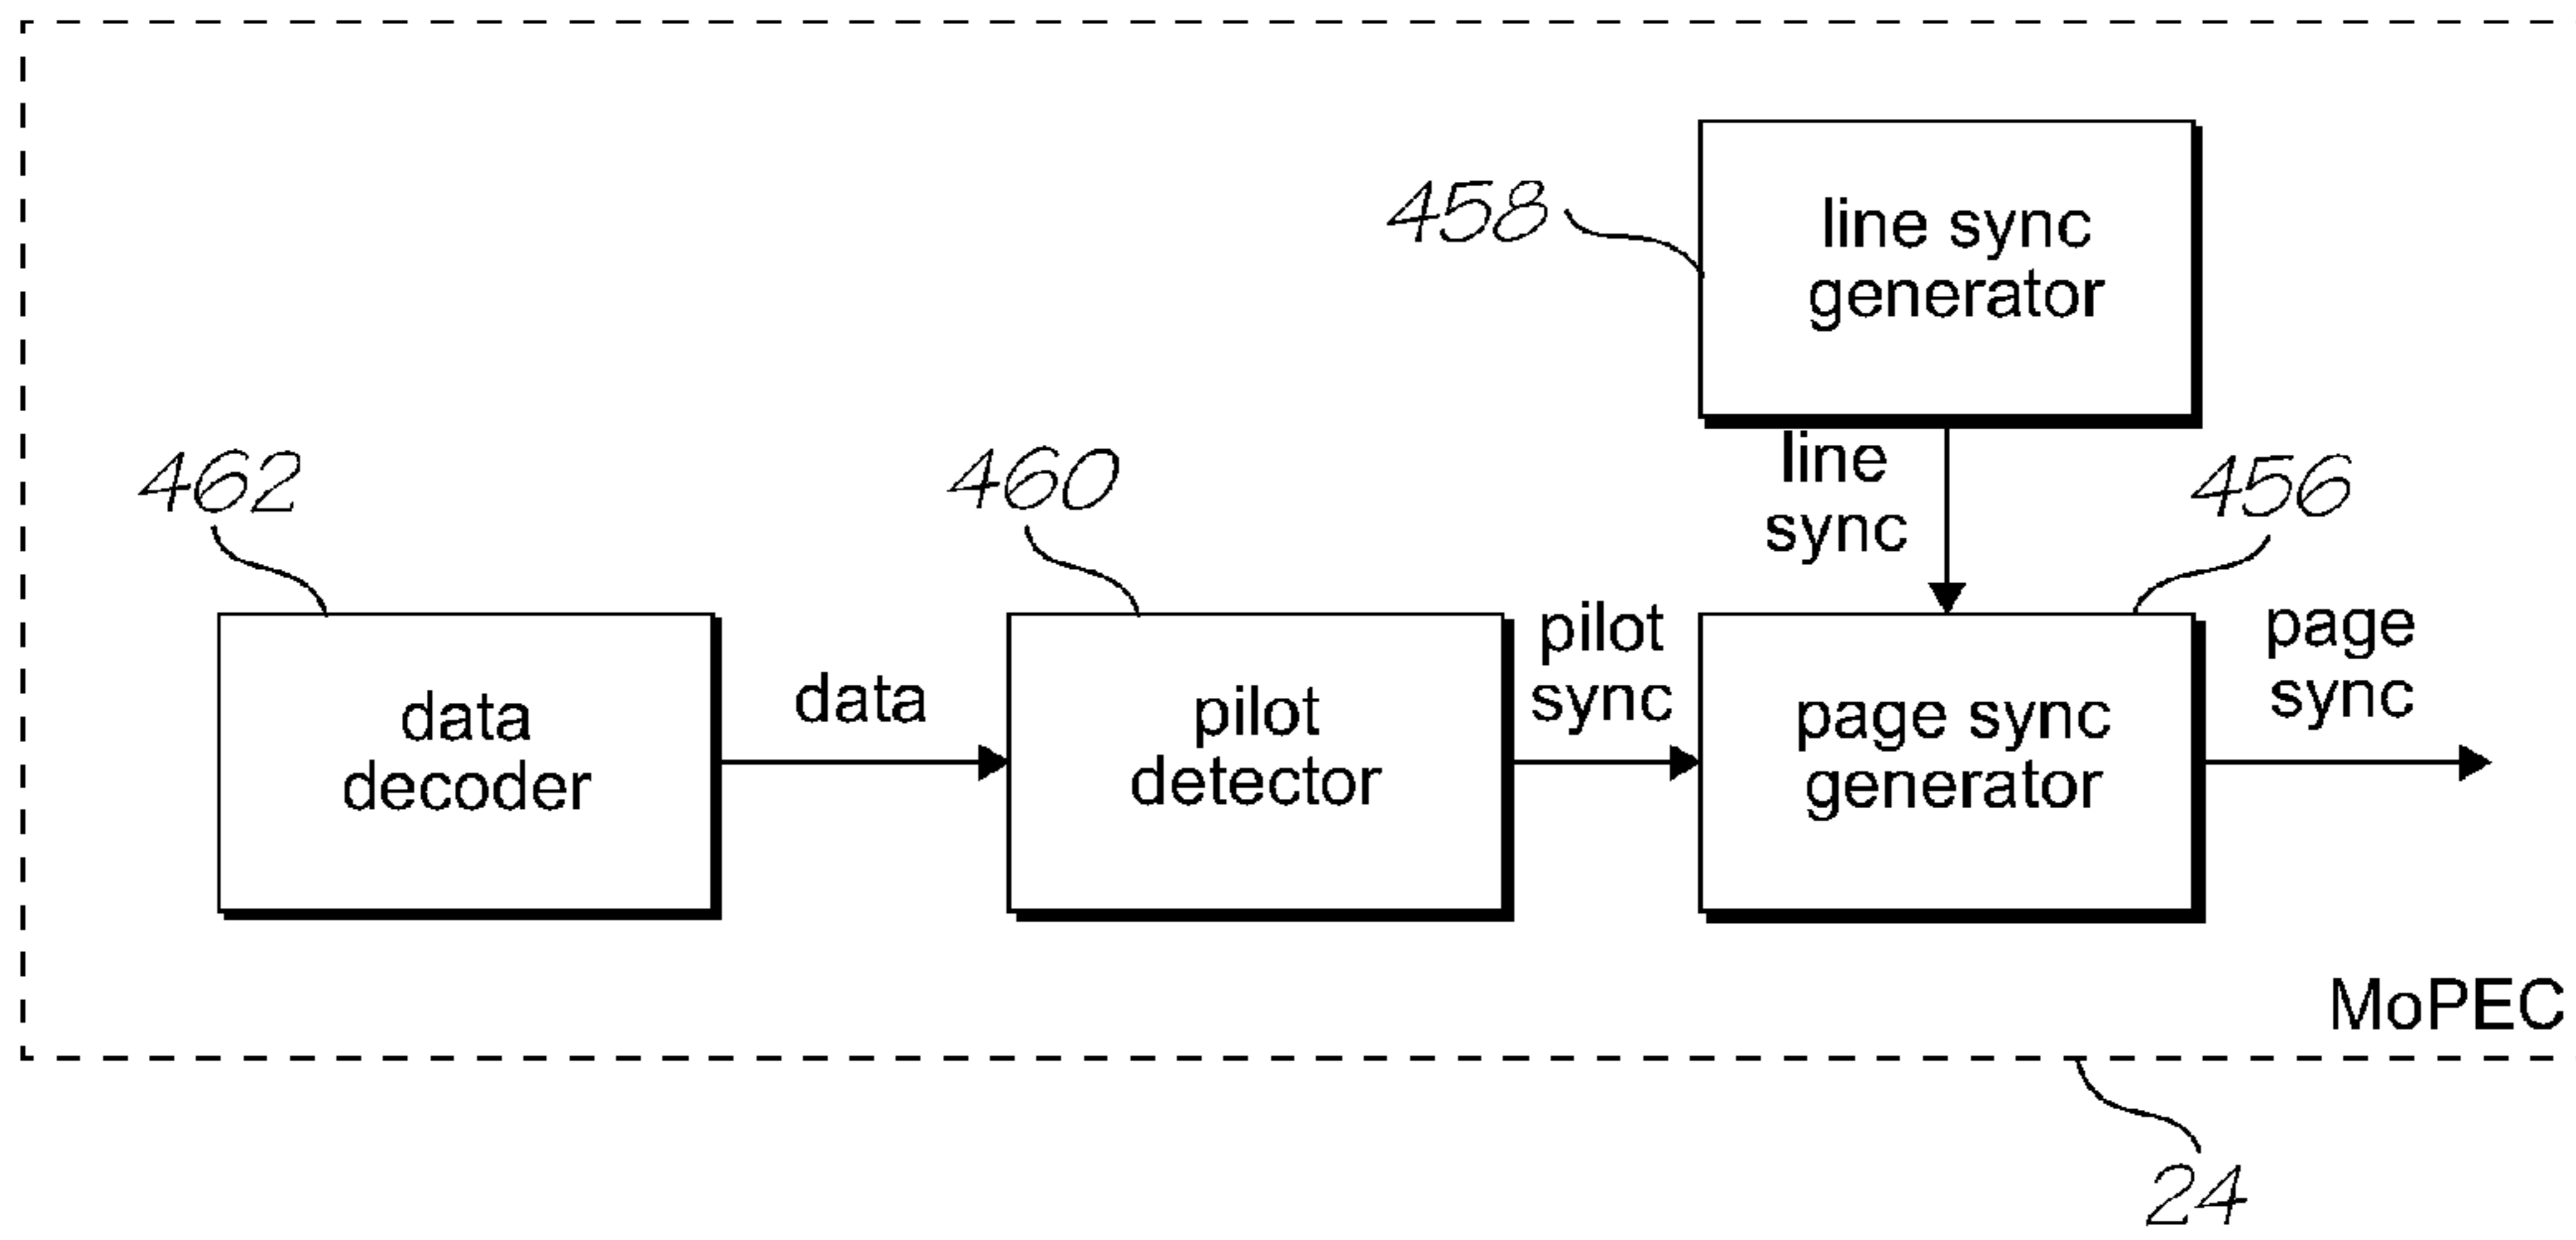 458
line sync
generator
line
sync
462
460
456
data
decoder
data
pilot
detector
pilot
sync
page sync
generator
page
sync
MoPEC
24